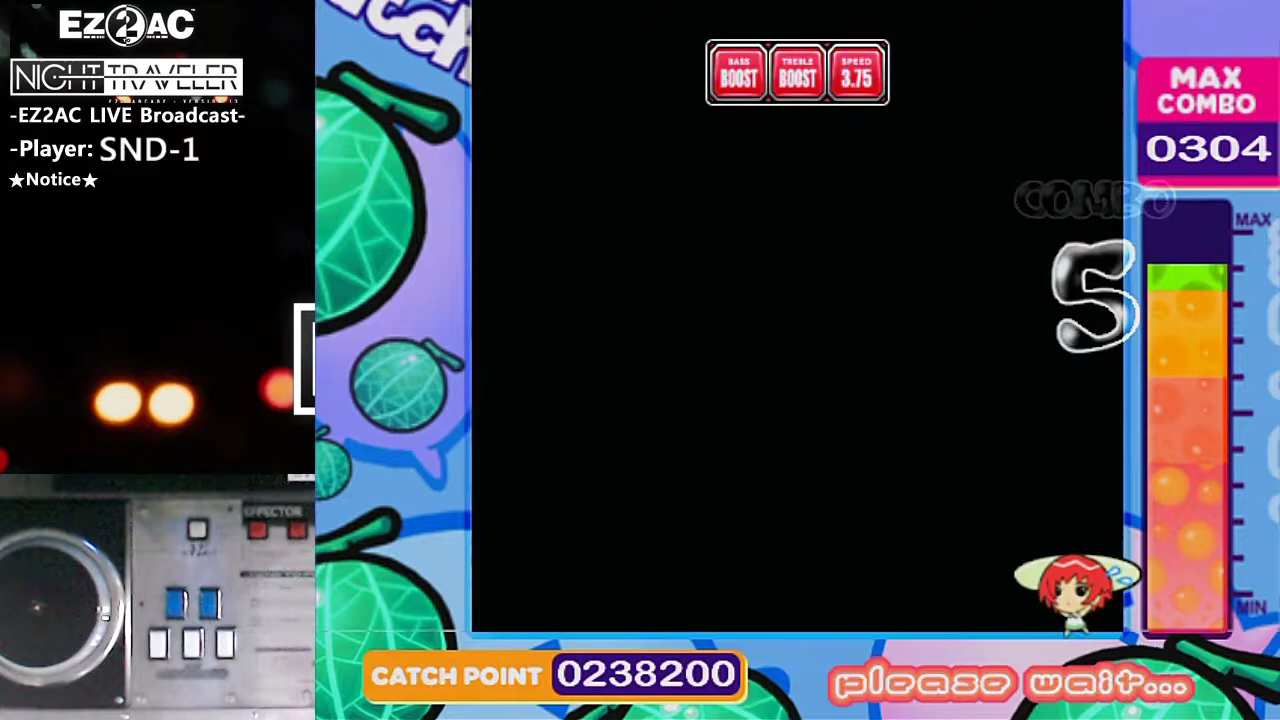 EZ2AC
NIGHT TRAVELER
-EZ2AC LIVE Broadcast-
-Player: SND-1
★Notice★
BASS BOOST
TREBLE BOOST
SPEED 3.75
MAX
COMBO
0304
COMBO
5
MAX
MIN
CATCH POINT 0238200
please wait...